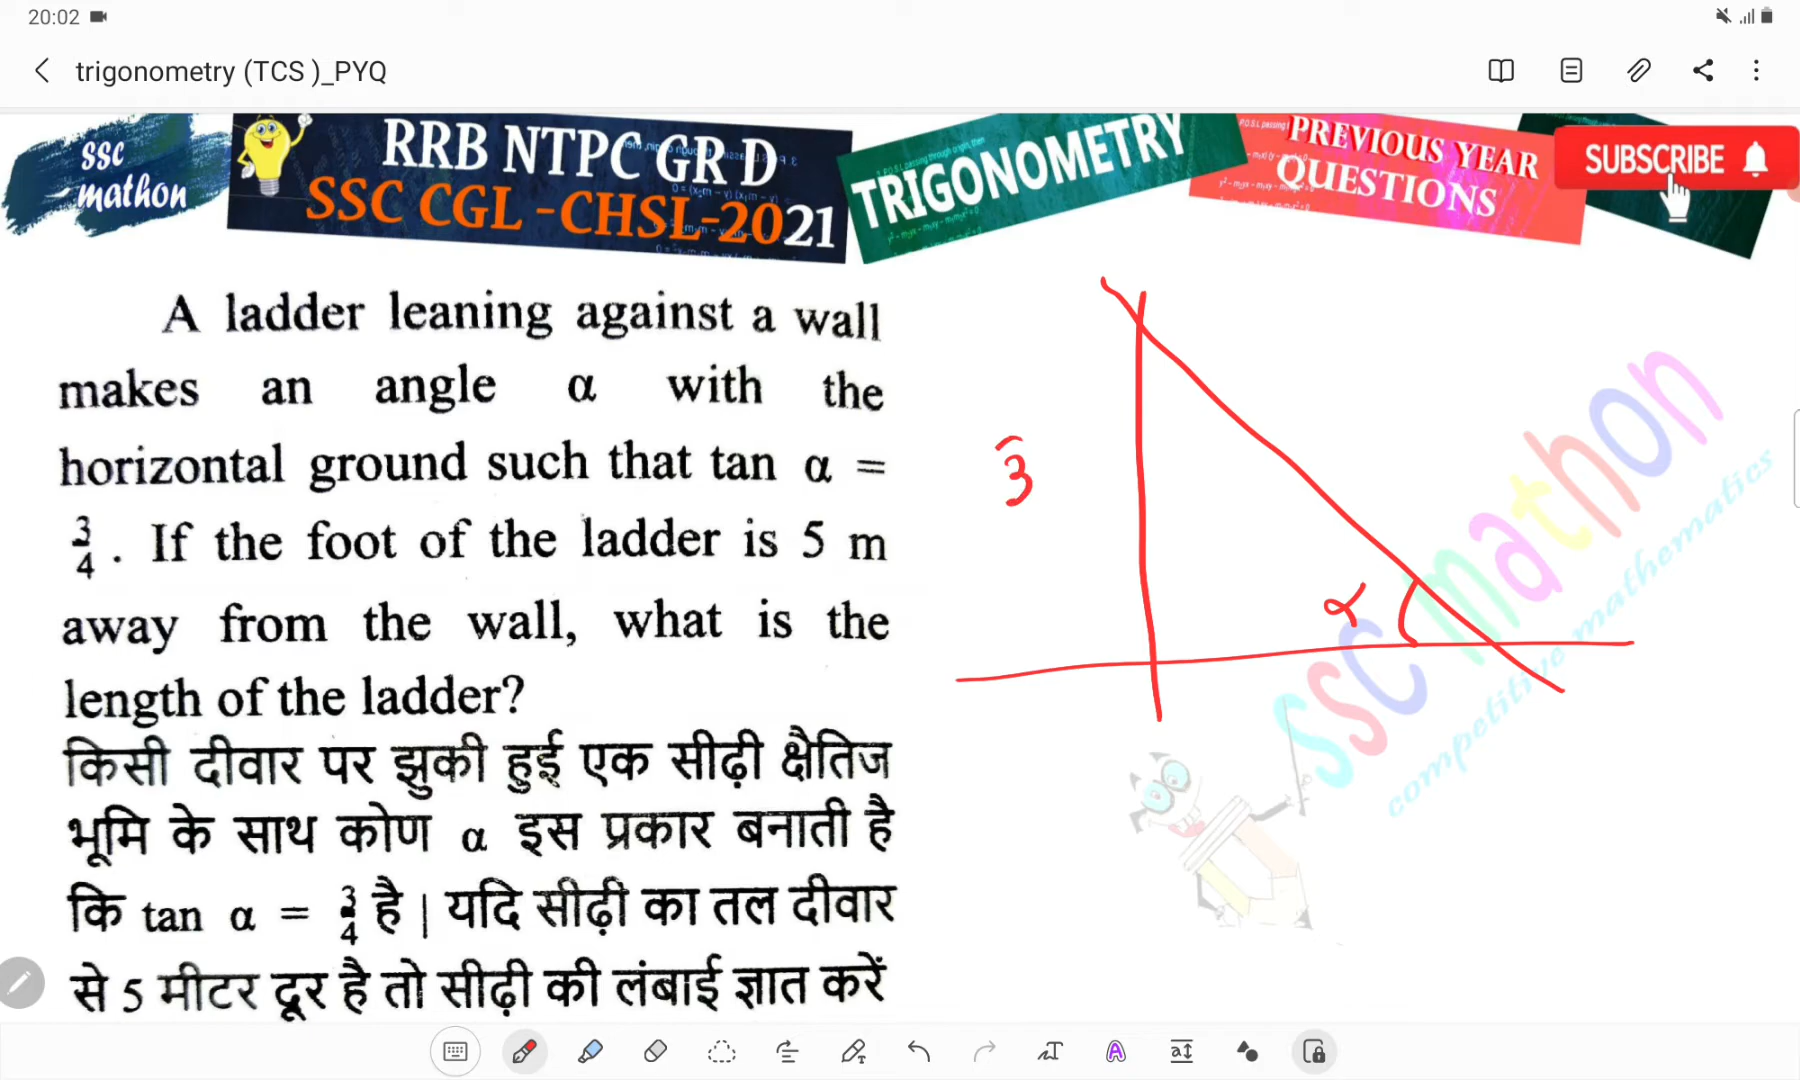 20:02
trigonometry (TCS )_PYQ
SSC
mathon
RRB NTPC GR D
SSC CGL -CHSL-2021
TRIGONOMETRY
PREVIOUS YEAR
QUESTIONS
SUBSCRIBE
A ladder leaning against a wall
makes an angle α with the
horizontal ground such that tan α =
3/4 . If the foot of the ladder is 5 m
away from the wall, what is the
length of the ladder?
किसी दीवार पर झुकी हुई एक सीढ़ी क्षैतिज
भूमि के साथ कोण α इस प्रकार बनाती है
कि tan α = 3/4 है | यदि सीढ़ी का तल दीवार
से 5 मीटर दूर है तो सीढ़ी की लंबाई ज्ञात करें
3
α
SSC mathon
competitive mathematics